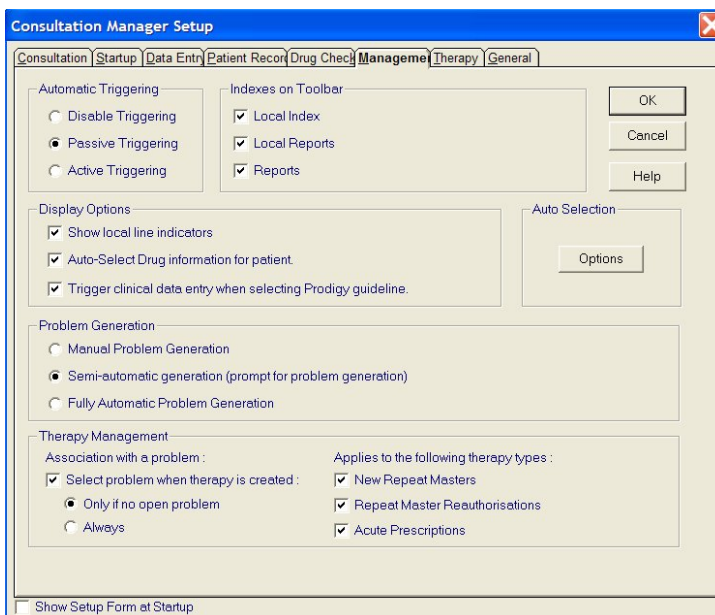 Consultation Manager Setup
Consultation Startup Data Entry Patient Recor Drug Check Managemen Therapy General
Automatic Triggering
Disable Triggering
Passive Triggering
Active Triggering
Indexes on Toolbar
Local Index
Local Reports
Reports
OK
Cancel
Help
Display Options
Show local line indicators
Auto-Select Drug information for patient.
Trigger clinical data entry when selecting Prodigy guideline.
Auto Selection
Options
Problem Generation
Manual Problem Generation
Semi-automatic generation (prompt for problem generation)
Fully Automatic Problem Generation
Therapy Management
Association with a problem :
Select problem when therapy is created :
Only if no open problem
Always
Applies to the following therapy types :
New Repeat Masters
Repeat Master Reauthorisations
Acute Prescriptions
Show Setup Form at Startup